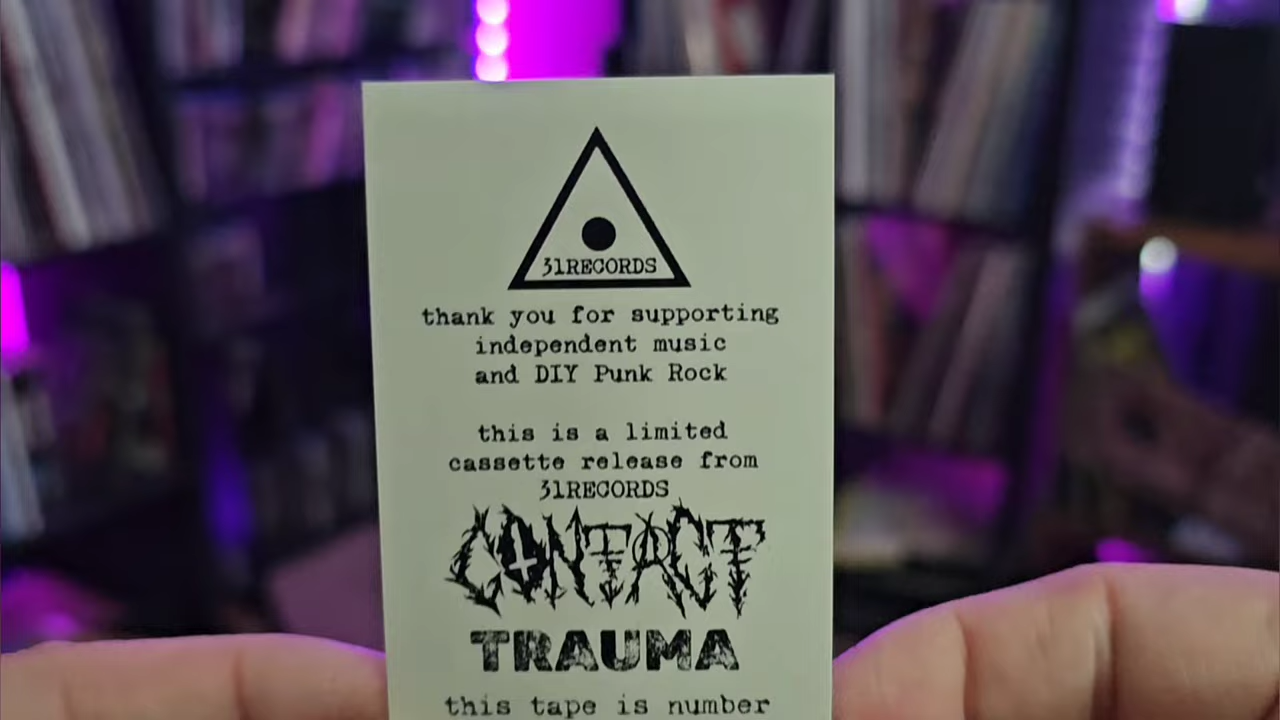 31RECORDS
thank you for supporting
independent music
and DIY Punk Rock
this is a limited
cassette release from
31RECORDS
CONTACT
TRAUMA
this tape is number